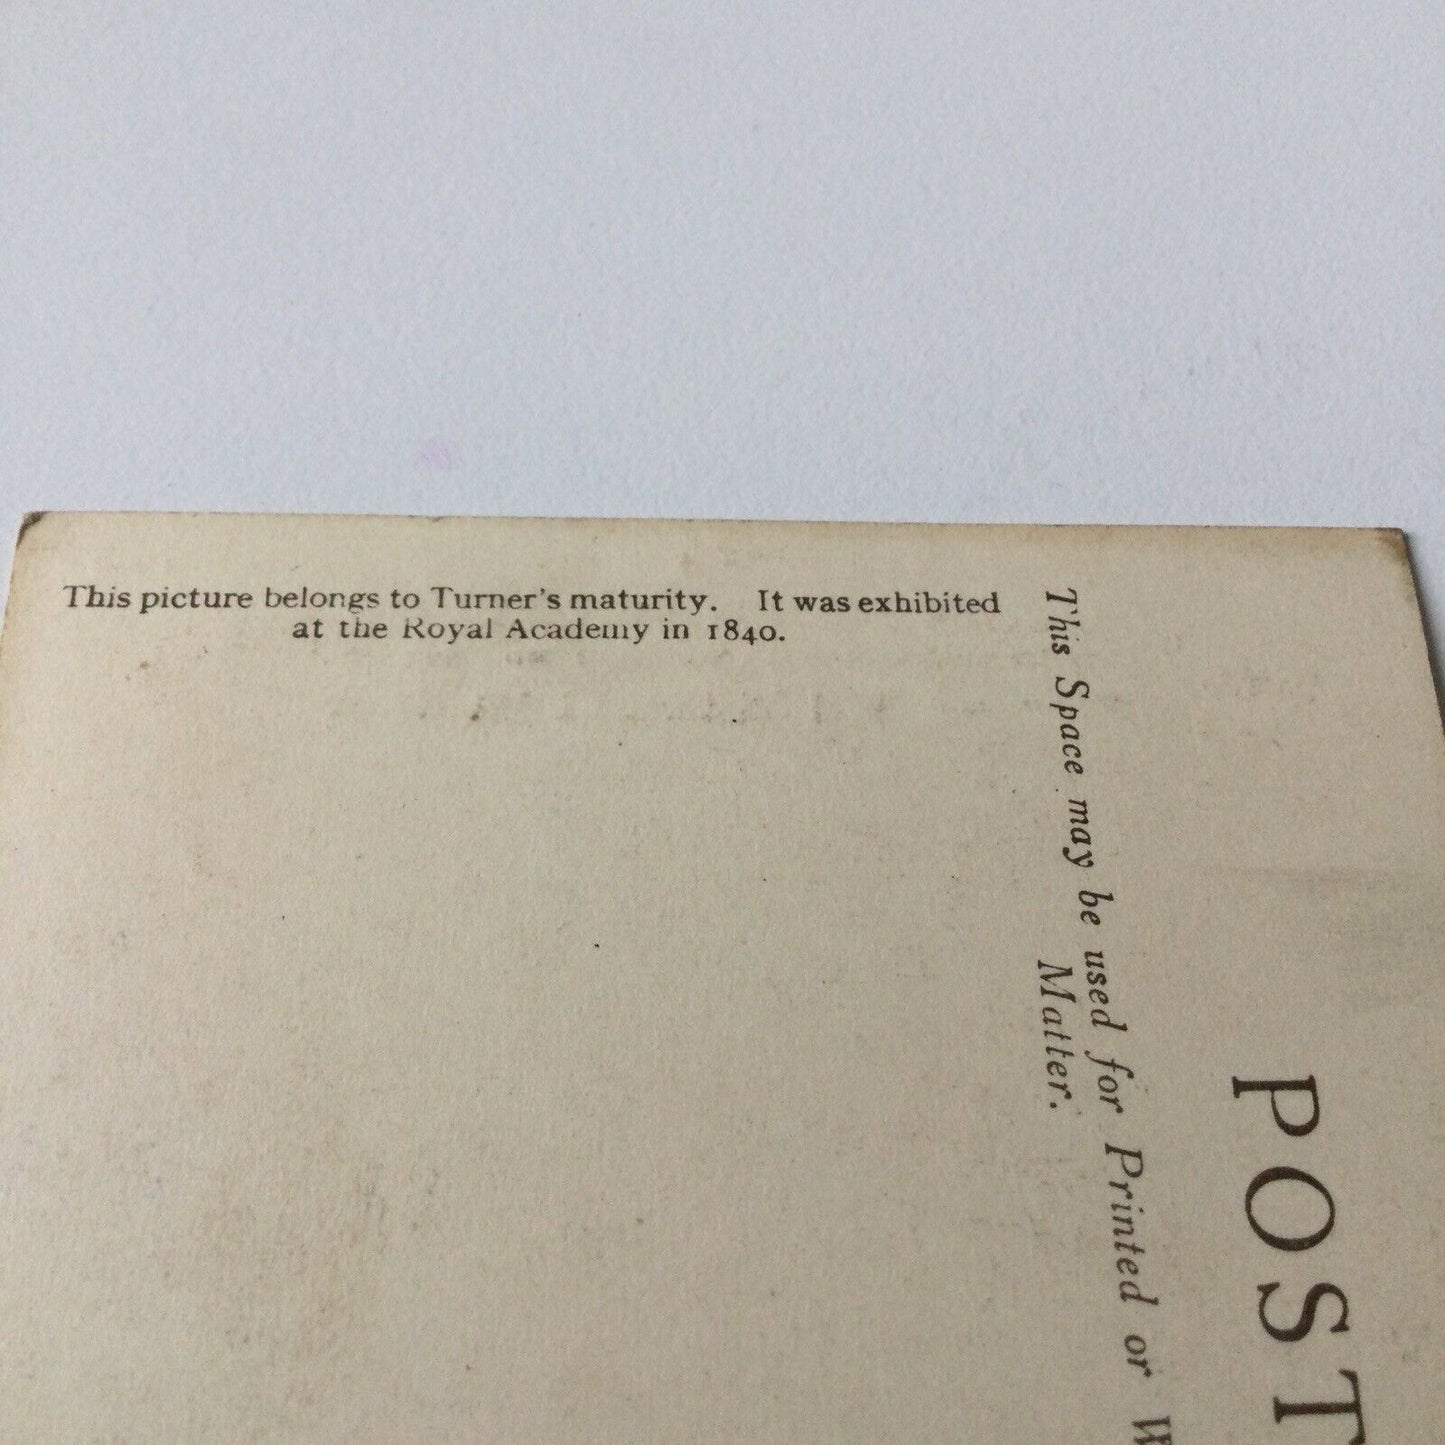 This picture belongs to Turner's maturity. It was exhibited
at the Royal Academy in 1840.
This Space may be used for Printed or
Matter.
POST